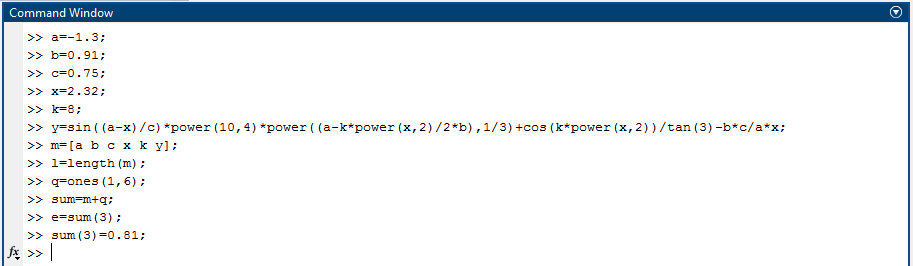 Command Window
>> a=-1.3;
>> b=0.91;
>> c=0.75;
>> x=2.32;
>> k=8;
>> y=sin((a-x)/c)*power(10,4)*power((a-k*power(x,2)/2*b),1/3)+cos(k*power(x,2))/tan(3)-b*c/a*x;
>> m=[a b c x k y];
>> l=length(m);
>> q=ones(1,6);
>> sum=m+q;
>> e=sum(3);
>> sum(3)=0.81;
fx >>